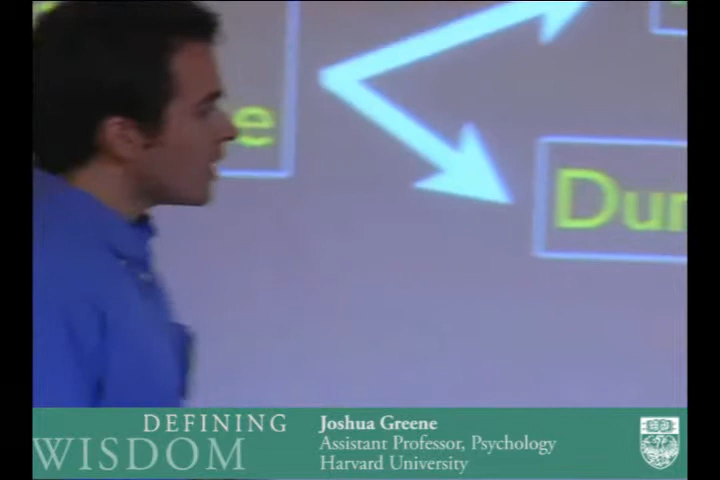 DEFINING
WISDOM
Joshua Greene
Assistant Professor, Psychology
Harvard University